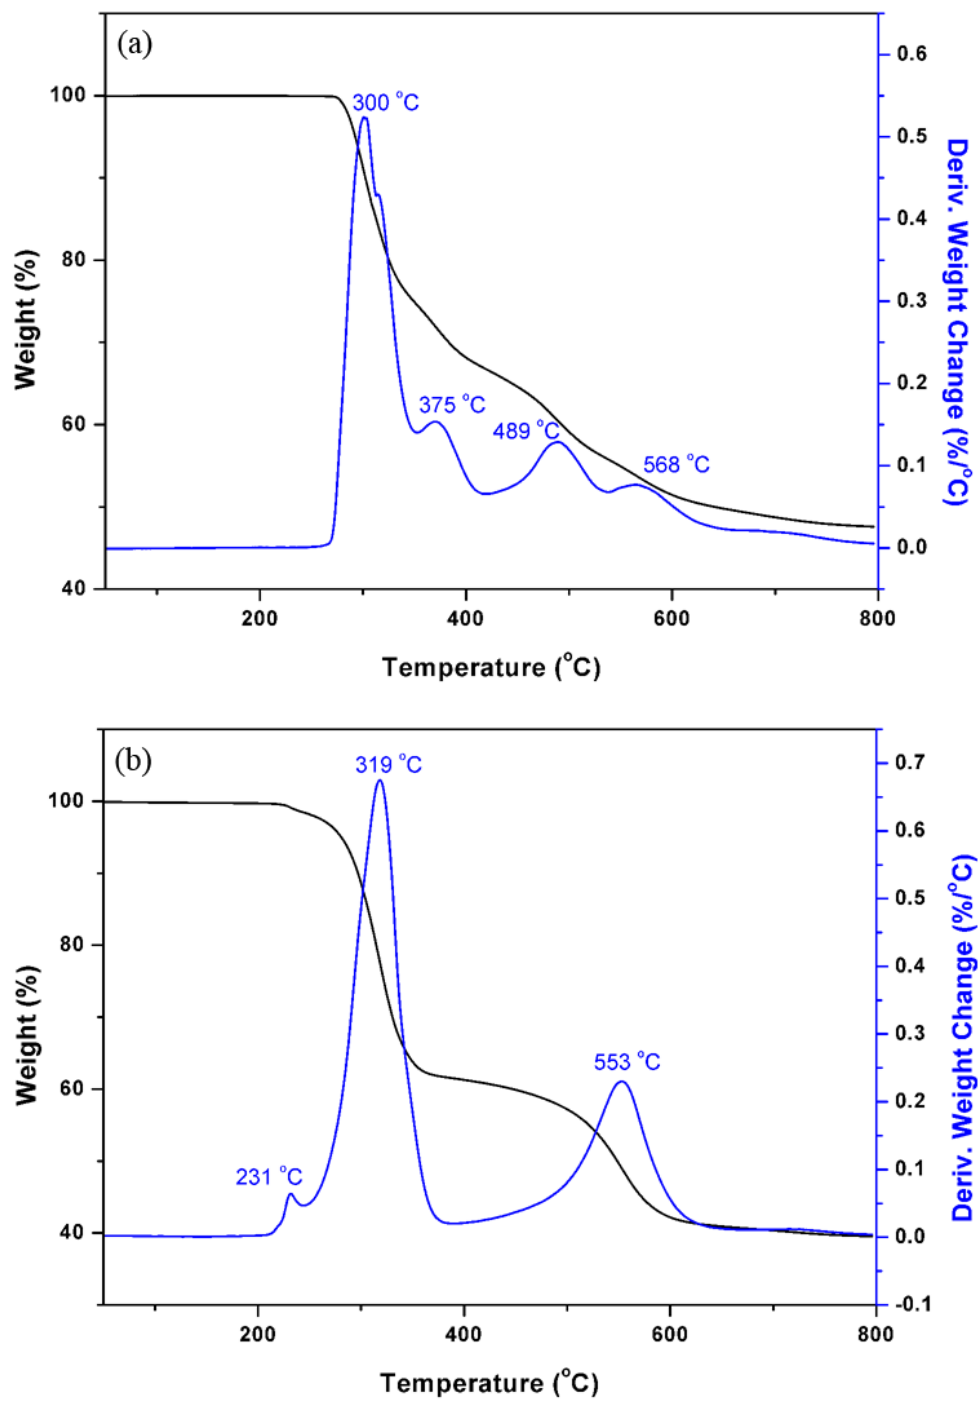 (a)
300 °C
375 °C
489 °C
568 °C
100
80
60
40
Weight (%)
0.6
0.5
0.4
0.3
0.2
0.1
0.0
Deriv. Weight Change (%/°C)
200
400
600
800
Temperature (°C)
(b)
319 °C
231 °C
553 °C
100
80
60
40
Weight (%)
0.7
0.6
0.5
0.4
0.3
0.2
0.1
0.0
-0.1
Deriv. Weight Change (%/°C)
200
400
600
800
Temperature (°C)